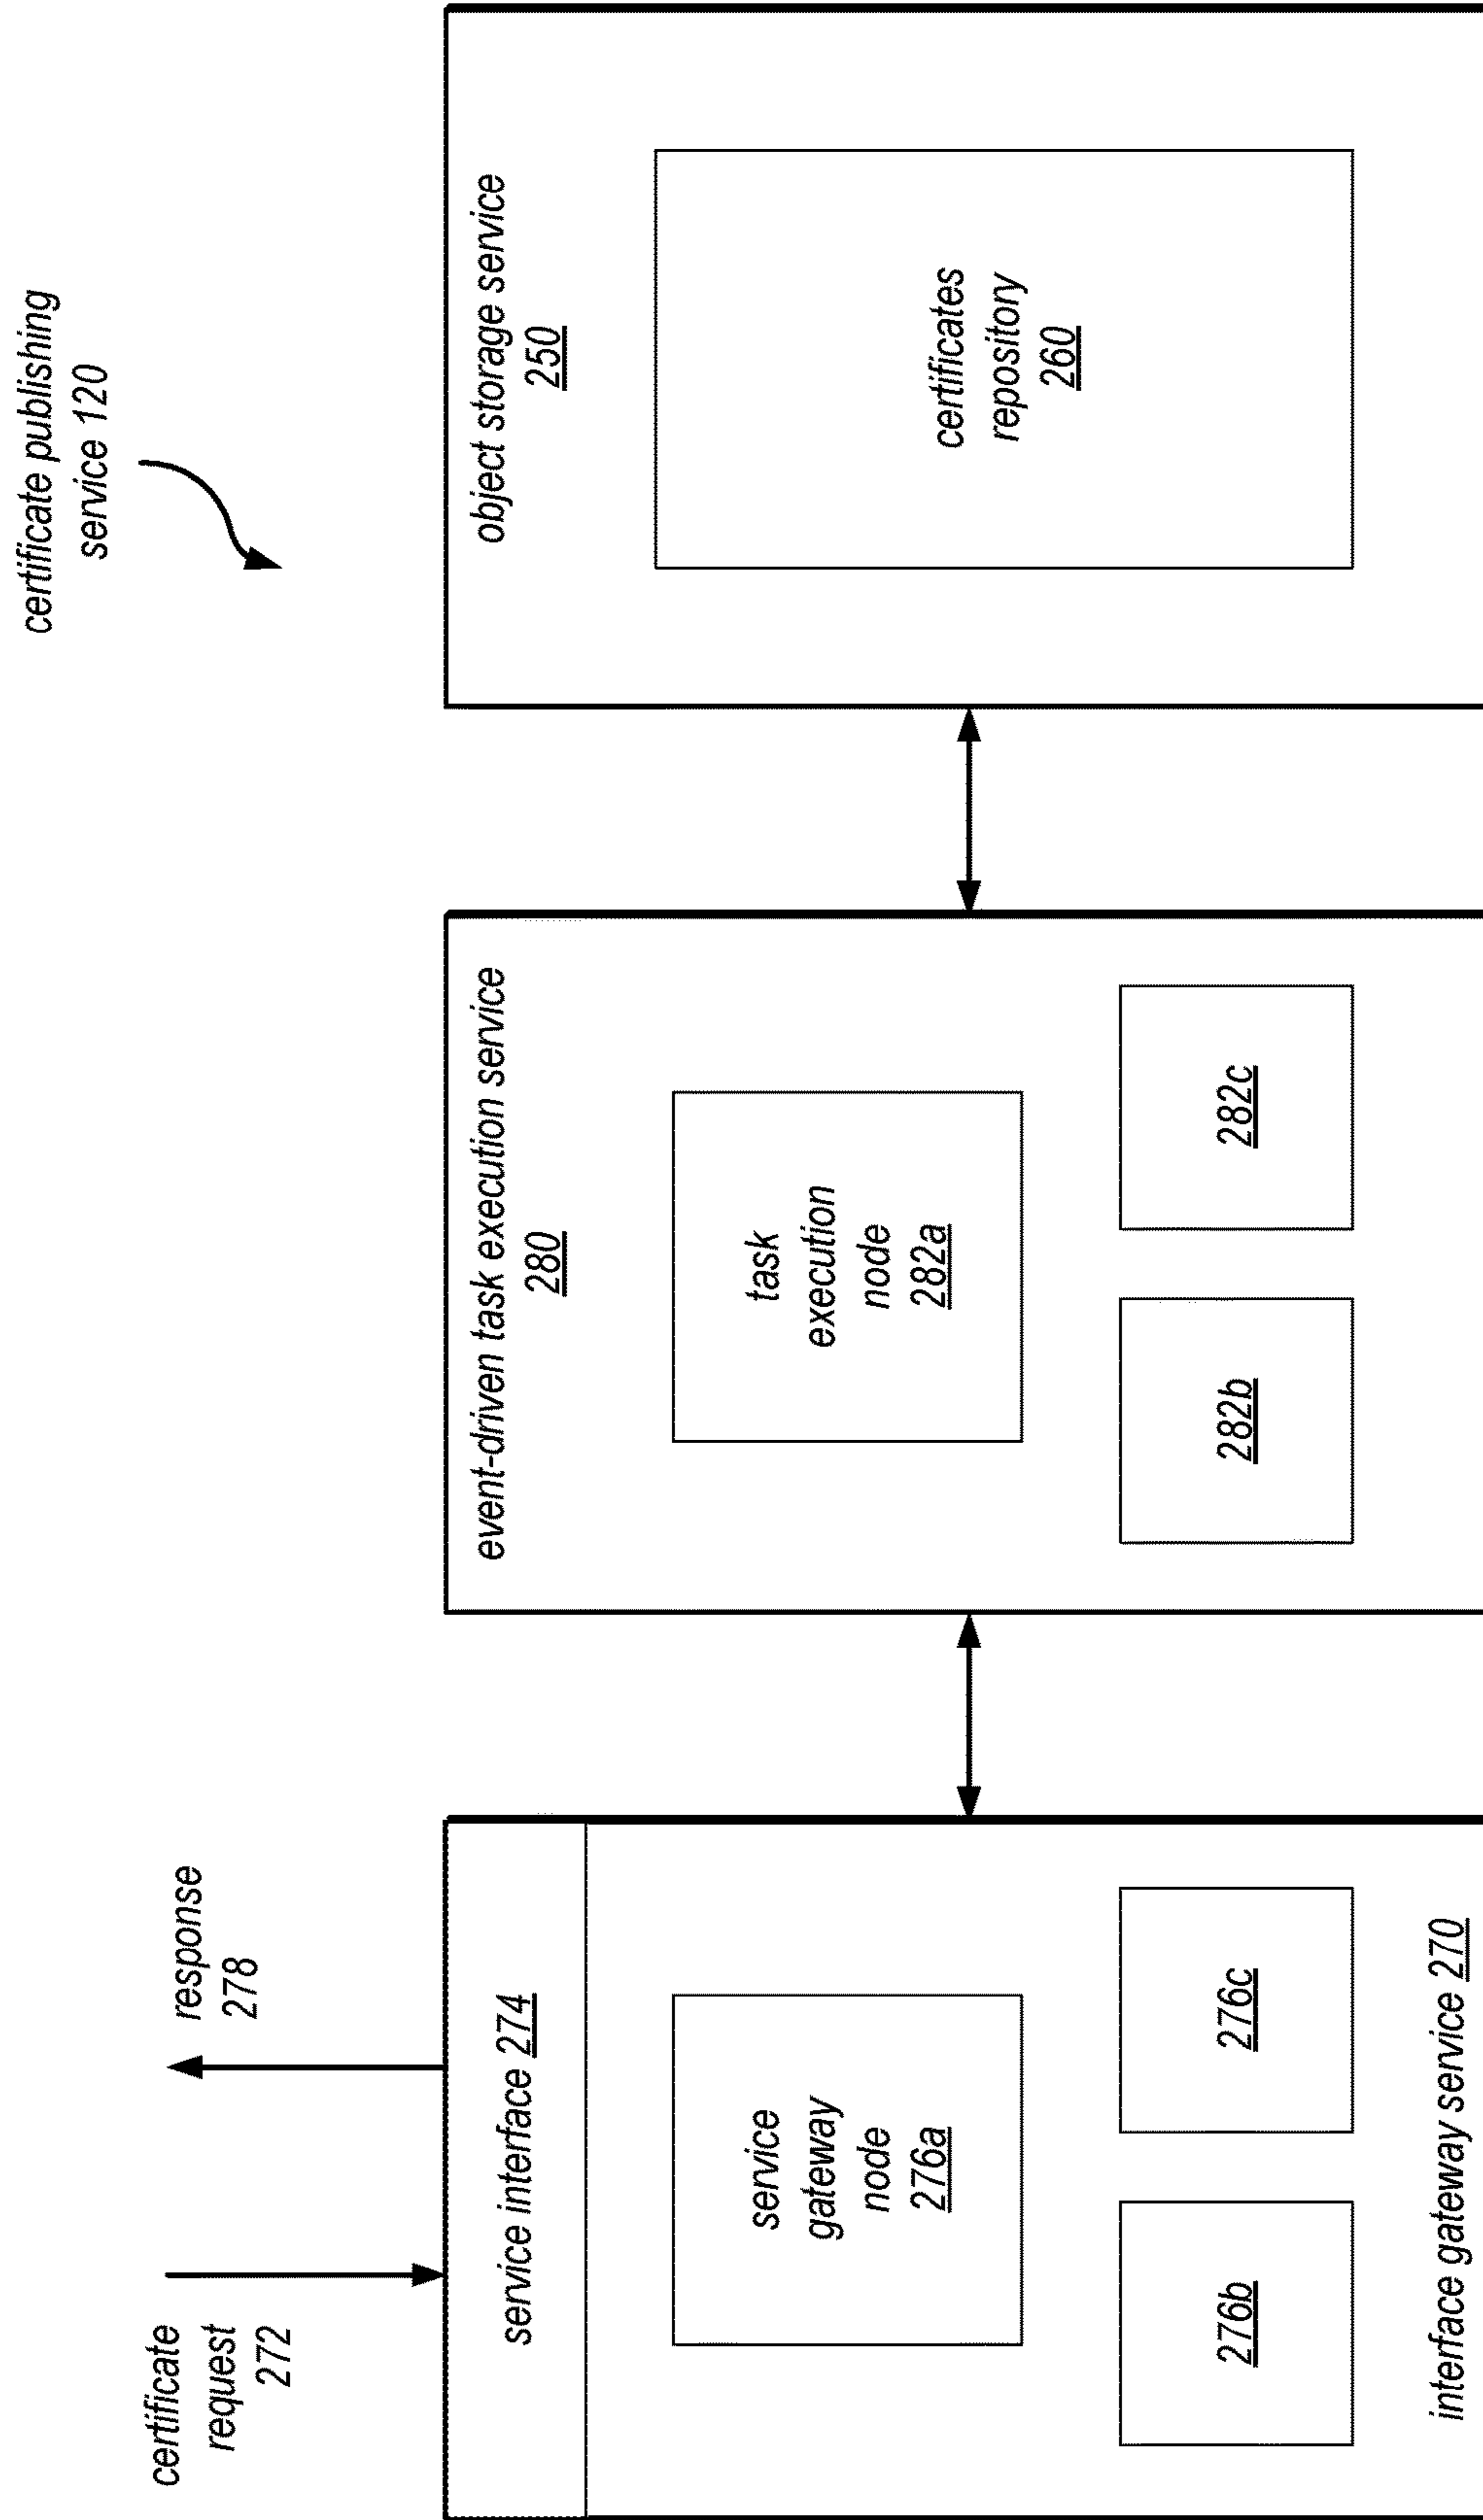 certificate publishing
service 120
certificate
request
272
response
278
service interface 274
service
gateway
node
276a
276b
276c
interface gateway service 270
event-driven task execution service
280
task
execution
node
282a
282b
282c
object storage service
250
certificates
repository
260